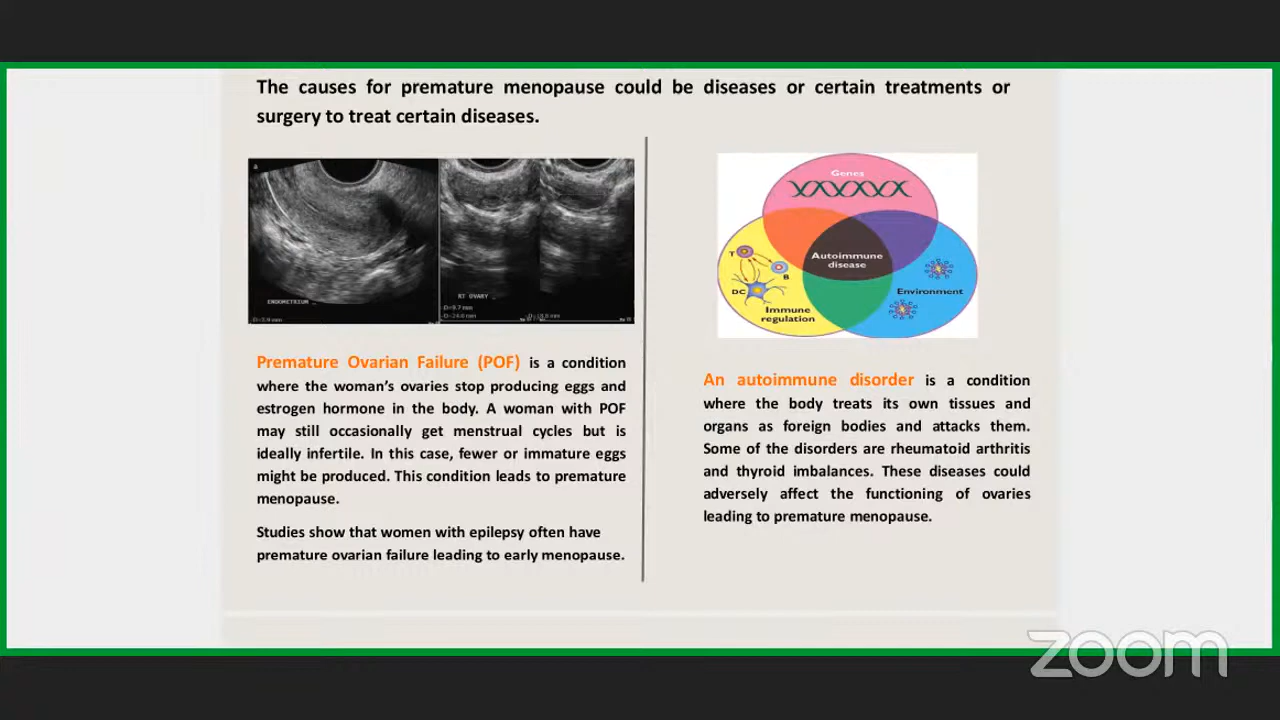 The causes for premature menopause could be diseases or certain treatments or
surgery to treat certain diseases.
a
ENDOMETRIUM
RT OVARY
Genes
Autoimmune
disease
T
B
DC
Immune
regulation
Environment
Premature Ovarian Failure (POF) is a condition
where the woman’s ovaries stop producing eggs and
estrogen hormone in the body. A woman with POF
may still occasionally get menstrual cycles but is
ideally infertile. In this case, fewer or immature eggs
might be produced. This condition leads to premature
menopause.
Studies show that women with epilepsy often have
premature ovarian failure leading to early menopause.
An autoimmune disorder is a condition
where the body treats its own tissues and
organs as foreign bodies and attacks them.
Some of the disorders are rheumatoid arthritis
and thyroid imbalances. These diseases could
adversely affect the functioning of ovaries
leading to premature menopause.
zoom